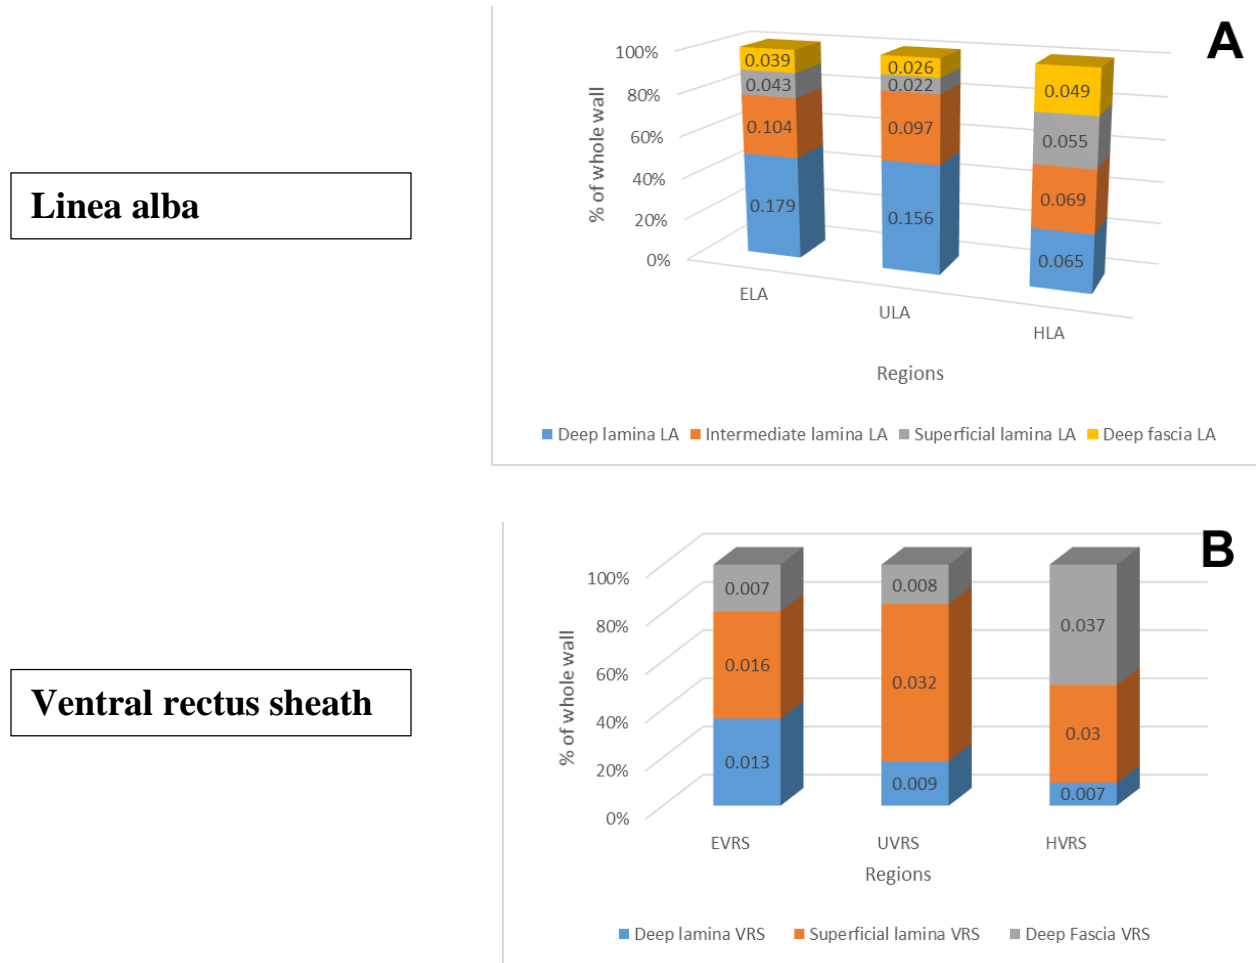 A
100%
80%
60%
40%
20%
0%
% of whole wall
0.039
0.043
0.104
0.179
0.026
0.022
0.097
0.156
0.049
0.055
0.069
0.065
ELA
ULA
HLA
Regions
Deep lamina LA Intermediate lamina LA Superficial lamina LA Deep fascia LA
Linea alba
B
100%
80%
60%
40%
20%
0%
% of whole wall
0.007
0.016
0.013
0.008
0.032
0.009
0.037
0.03
0.007
EVRS UVRS HVRS
Regions
Deep lamina VRS Superficial lamina VRS Deep Fascia VRS
Ventral rectus sheath